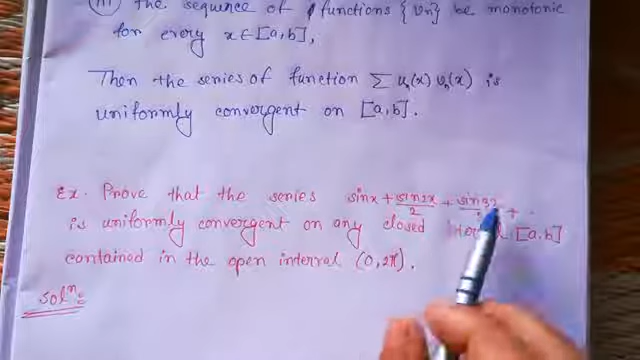 (iii) The sequence of functions {vn} be monotonic
for every x∈[a,b],
Then the series of function ∑ un(x) vn(x) is
uniformly convergent on [a,b].
Ex. Prove that the series sinx + sin2x/2 + sin3x + ..
is uniformly convergent on any closed interval [a,b]
contained in the open interval (0,2π).
Solⁿ: